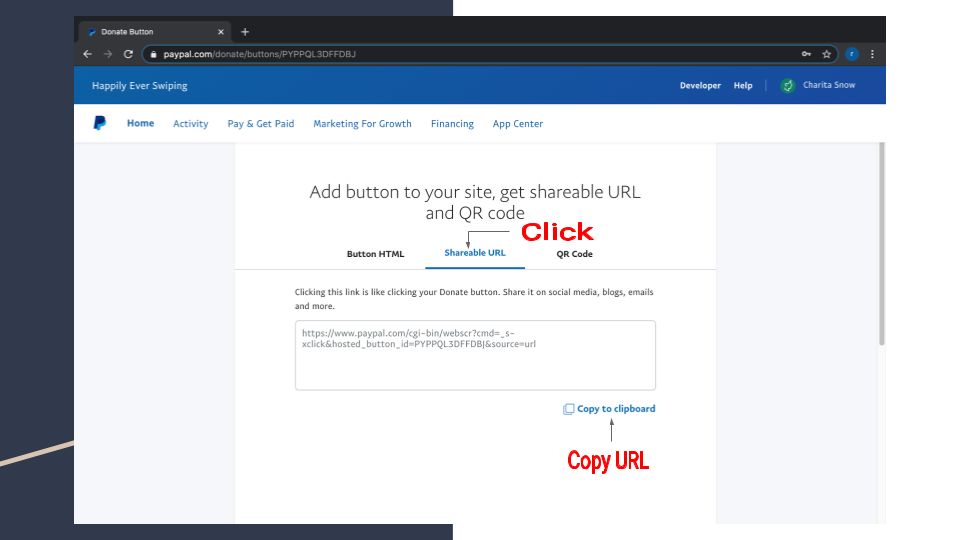 Donate Button
paypal.com/donate/buttons/PYPPQL3DFFDBJ
Happily Ever Swiping
Developer Help Charita Snow
Home Activity Pay & Get Paid Marketing For Growth Financing App Center
Add button to your site, get shareable URL
and QR code
Click
Button HTML Shareable URL QR Code
Clicking this link is like clicking your Donate button. Share it on social media, blogs, emails
and more.
https://www.paypal.com/cgi-bin/webscr?cmd=_s-
xclick&hosted_button_id=PYPPQL3DFFDBJ&source=url
Copy to clipboard
Copy URL